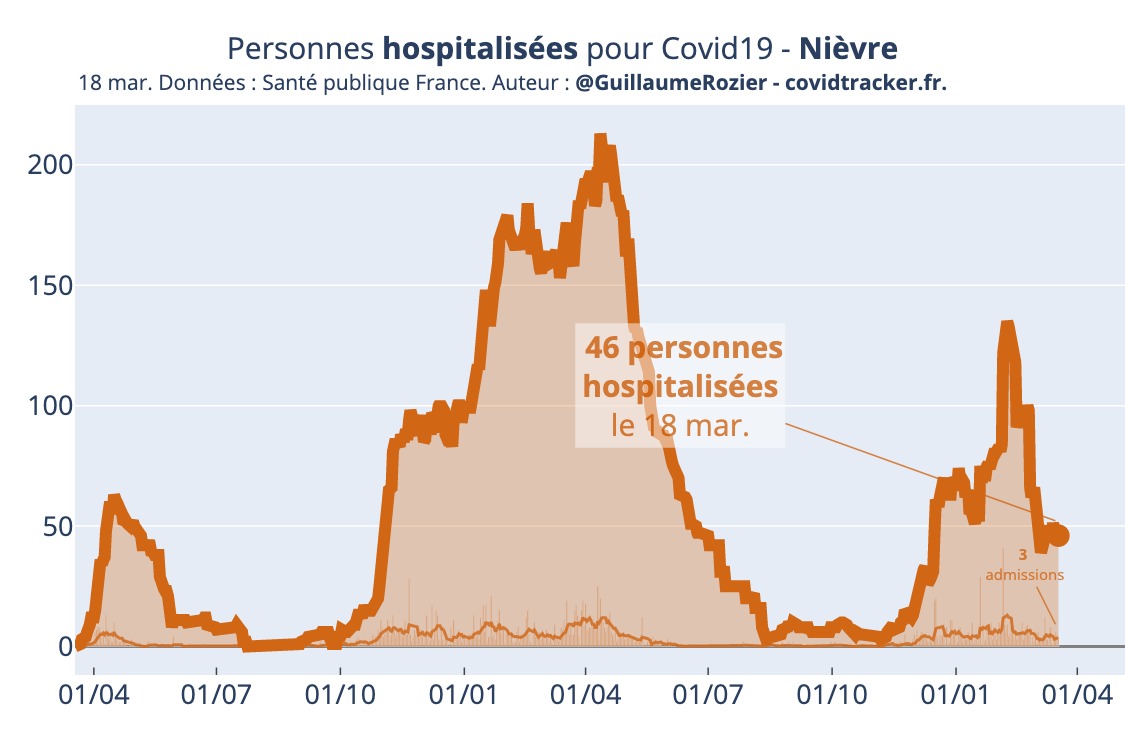 Personnes hospitalisées pour Covid19 - Nièvre
18 mar. Données : Santé publique France. Auteur : @GuillaumeRozier - covidtracker.fr.
200
150
100
50
0
46 personnes
hospitalisées
le 18 mar.
3
admissions
01/04 01/07 01/10 01/01 01/04 01/07 01/10 01/01 01/04